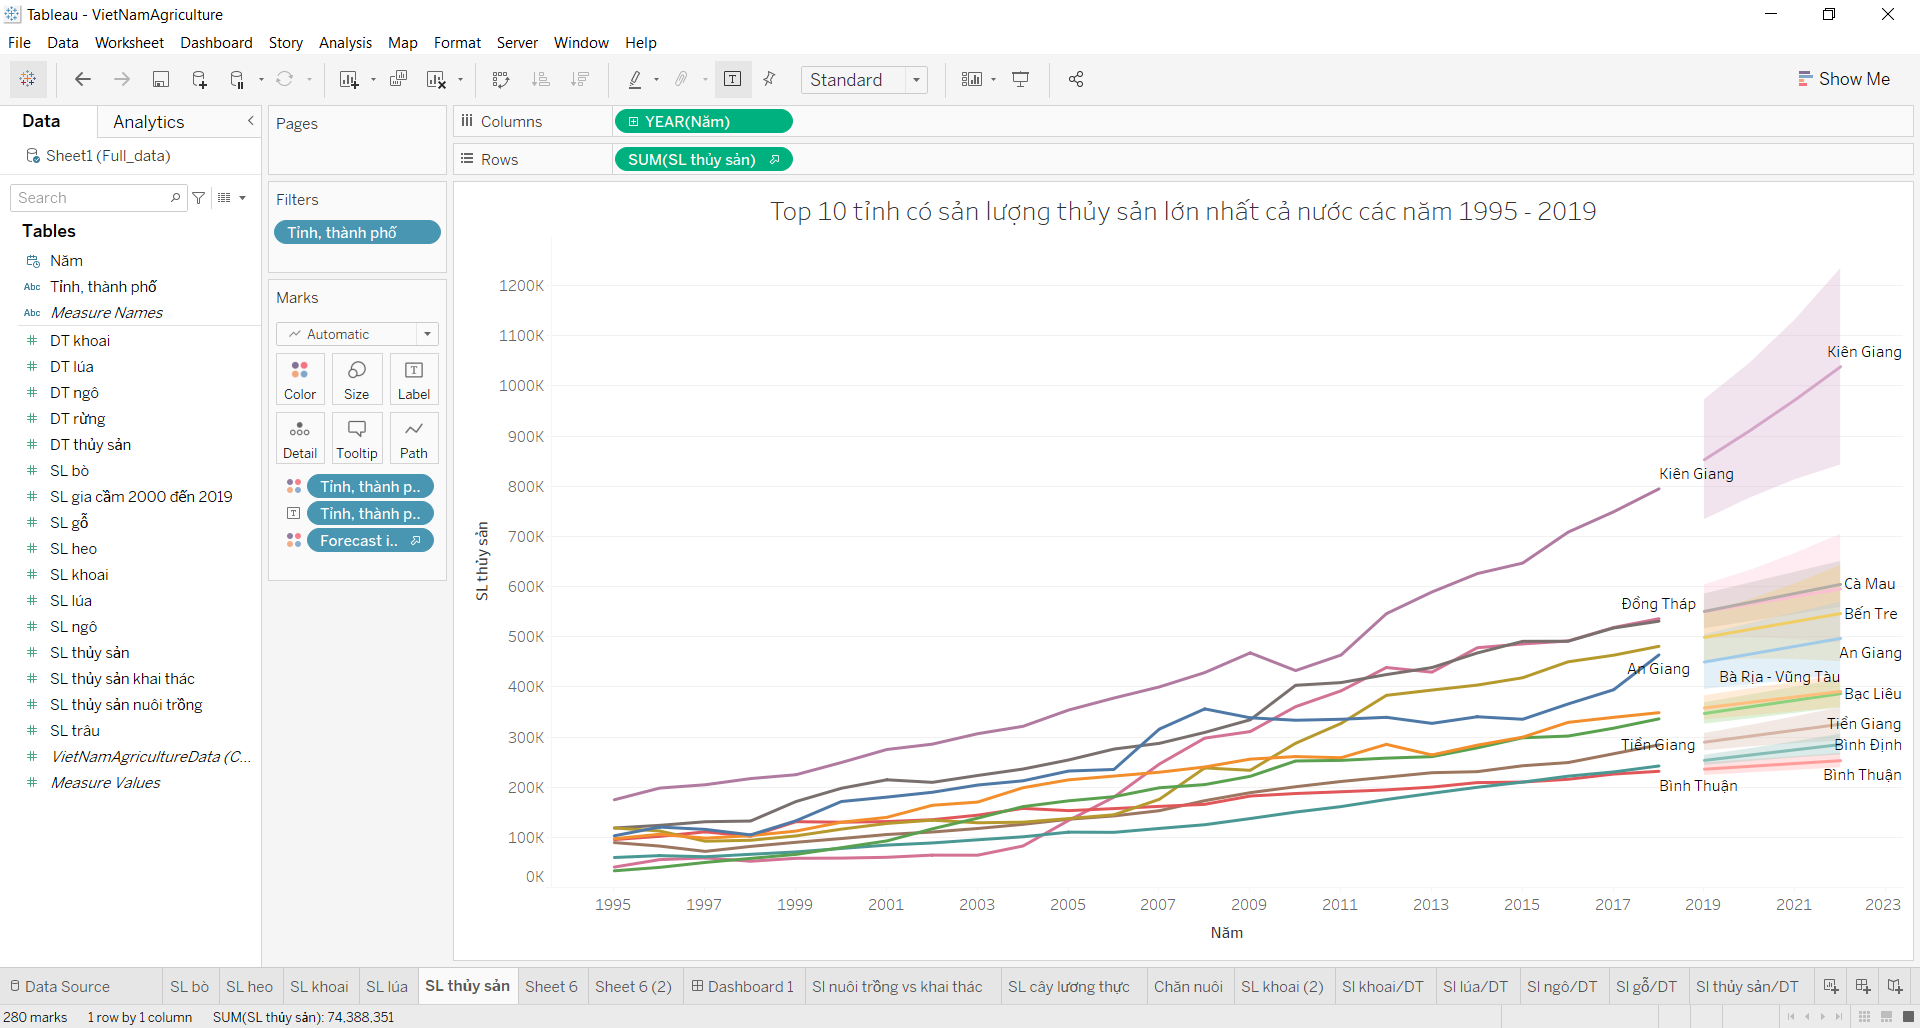 Tableau - VietNamAgriculture
File Data Worksheet Dashboard Story Analysis Map Format Server Window Help
Standard
Show Me
Data Analytics
Sheet1 (Full_data)
Search
Tables
Năm
Abc Tỉnh, thành phố
Abc Measure Names
DT khoai
DT lúa
DT ngô
DT rừng
DT thủy sản
SL bò
SL gia cầm 2000 đến 2019
SL gỗ
SL heo
SL khoai
SL lúa
SL ngô
SL thủy sản
SL thủy sản khai thác
SL thủy sản nuôi trồng
SL trâu
VietNamAgricultureData (C...
Measure Values
Pages
Filters
Tỉnh, thành phố
Marks
Automatic
Color Size Label
Detail Tooltip Path
Tỉnh, thành p..
Tỉnh, thành p..
Forecast i..
Columns YEAR(Năm)
Rows SUM(SL thủy sản)
Top 10 tỉnh có sản lượng thủy sản lớn nhất cả nước các năm 1995 - 2019
1200K
1100K
1000K
900K
800K
700K
600K
500K
400K
300K
200K
100K
0K
SL thủy sản
Kiên Giang
Kiên Giang
Cà Mau
Đồng Tháp
Bến Tre
An Giang
An Giang
Bà Rịa - Vũng Tàu
Bạc Liêu
Tiền Giang
Tiền Giang
Bình Định
Bình Thuận
Bình Thuận
1995 1997 1999 2001 2003 2005 2007 2009 2011 2013 2015 2017 2019 2021 2023
Năm
Data Source SL bò SL heo SL khoai SL lúa SL thủy sản Sheet 6 Sheet 6 (2) Dashboard 1 Sl nuôi trồng vs khai thác SL cây lương thực Chăn nuôi SL khoai (2) Sl khoai/DT Sl lúa/DT Sl ngô/DT Sl gỗ/DT Sl thủy sản/DT
280 marks 1 row by 1 column SUM(SL thủy sản): 74,388,351